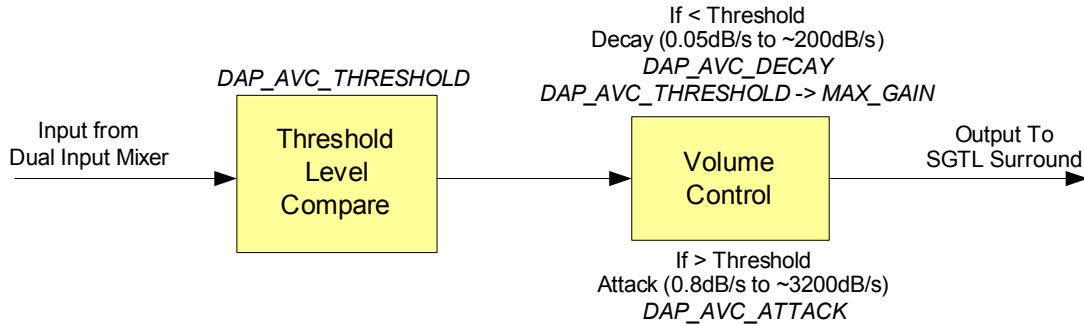 If < Threshold
Decay (0.05dB/s to ~200dB/s)
DAP_AVC_DECAY
DAP_AVC_THRESHOLD -> MAX_GAIN
DAP_AVC_THRESHOLD
Input from
Dual Input Mixer
Threshold
Level
Compare
Volume
Control
Output To
SGTL Surround
If > Threshold
Attack (0.8dB/s to ~3200dB/s)
DAP_AVC_ATTACK